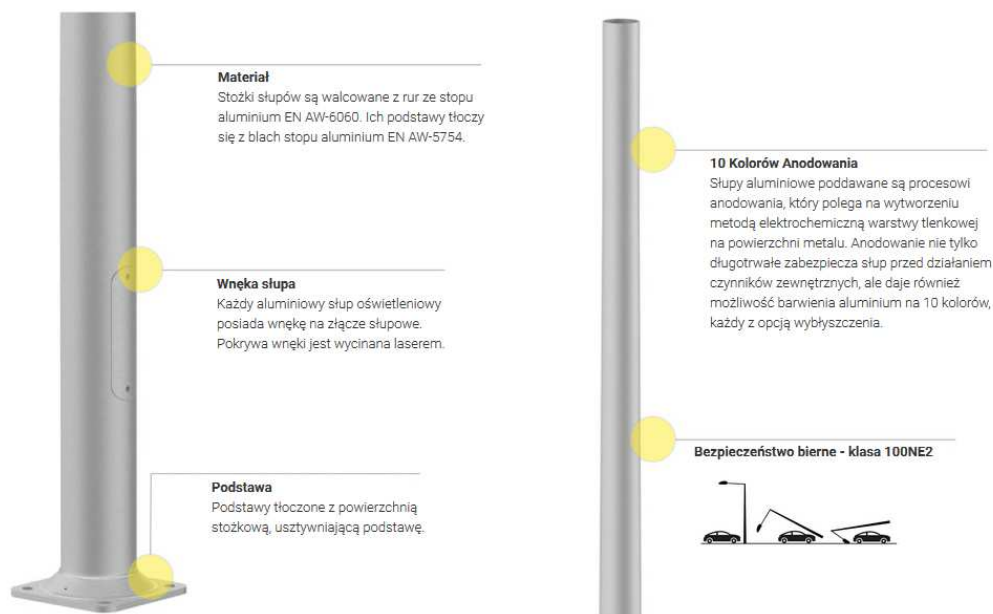 Materiał
Stożki słupów są walcowane z rur ze stopu
aluminium EN AW-6060. Ich podstawy tłoczy
się z blach stopu aluminium EN AW-5754.
Wnęka słupa
Każdy aluminiowy słup oświetleniowy
posiada wnękę na złącze słupowe.
Pokrywa wnęki jest wycinana laserem.
Podstawa
Podstawy tłoczone z powierzchnią
stożkową, usztywniającą podstawę.
10 Kolorów Anodowania
Słupy aluminiowe poddawane są procesowi
anodowania, który polega na wytworzeniu
metodą elektrochemiczną warstwy tlenkowej
na powierzchni metalu. Anodowanie nie tylko
długotrwałe zabezpiecza słup przed działaniem
czynników zewnętrznych, ale daje również
możliwość barwienia aluminium na 10 kolorów,
każdy z opcją wybłyszczenia.
Bezpieczeństwo bierne - klasa 100NE2